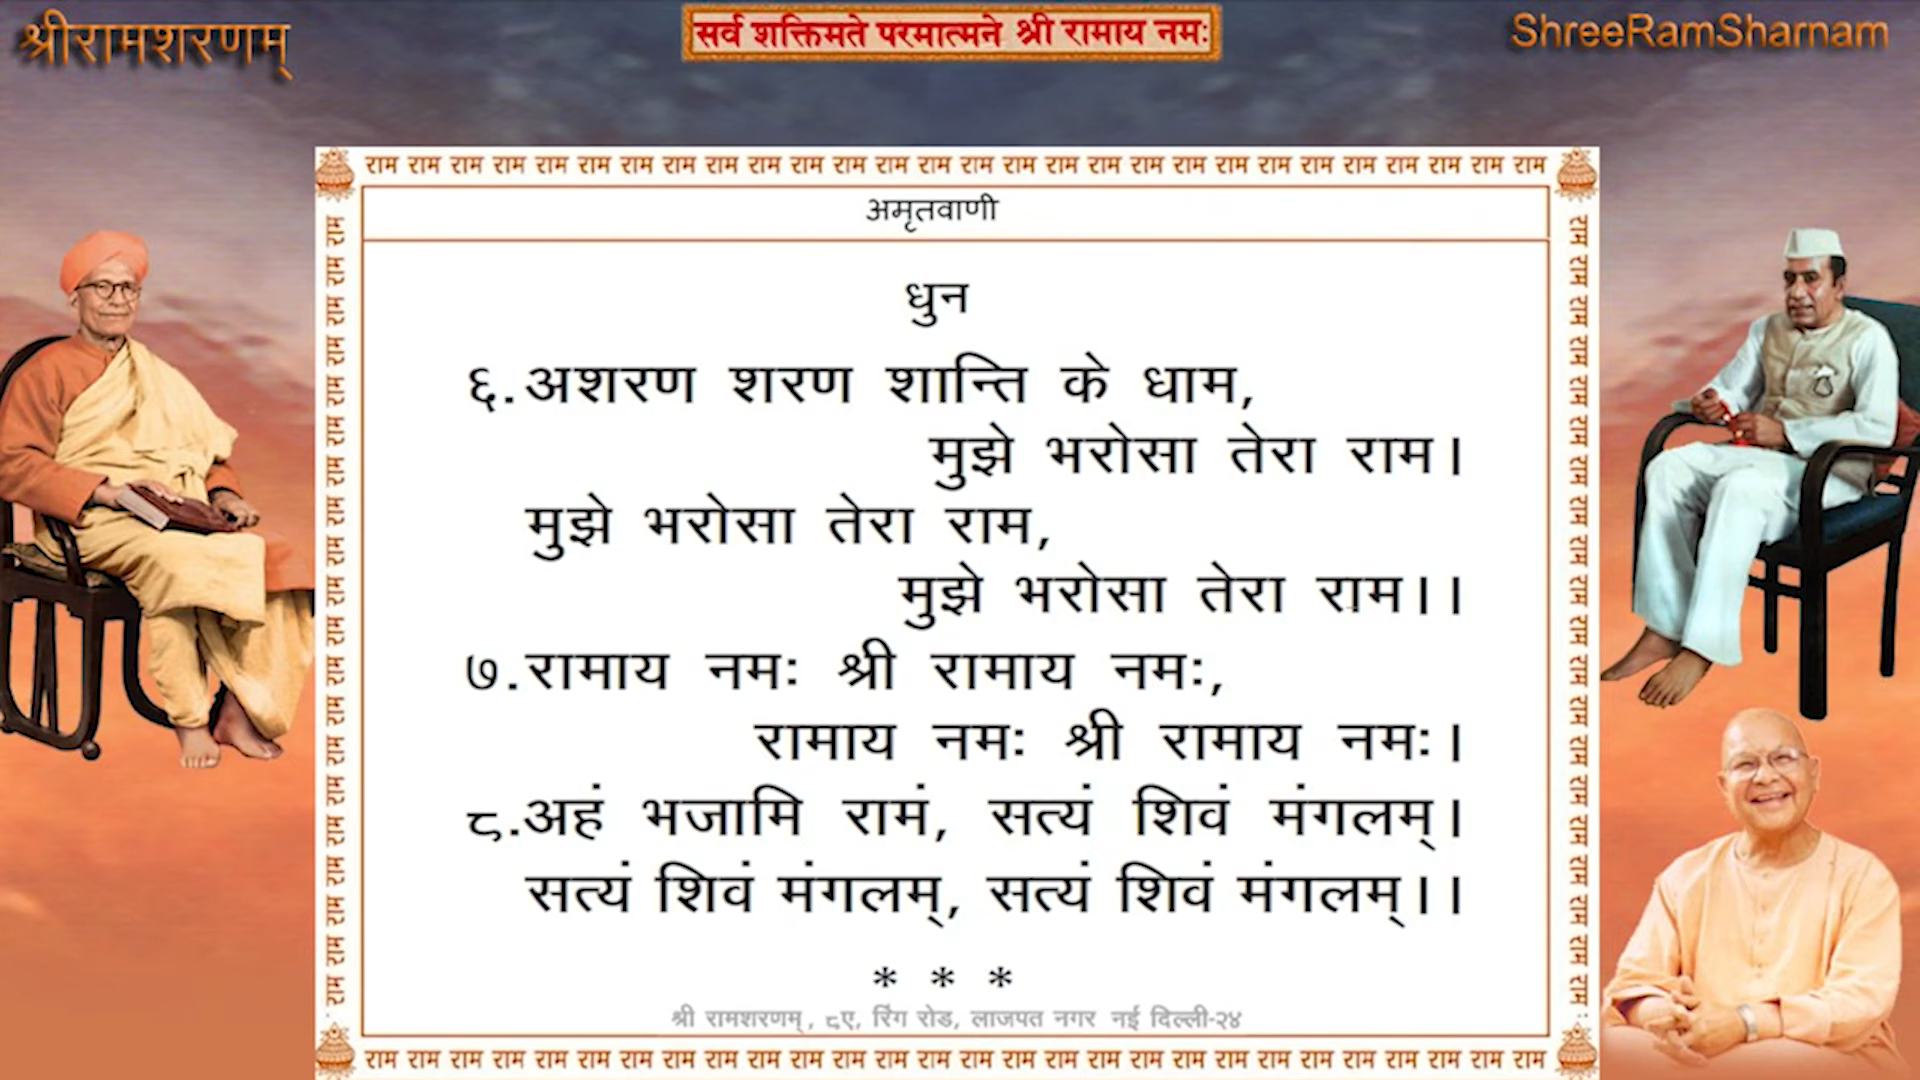 श्रीरामशरणम्
सर्व शक्तिमते परमात्मने श्री रामाय नमः
ShreeRamSharnam
राम राम राम राम राम राम राम राम राम राम राम राम राम राम राम राम राम राम राम राम राम राम राम राम राम राम राम राम
अमृतवाणी
धुन
६.अशरण शरण शान्ति के धाम,
मुझे भरोसा तेरा राम।
मुझे भरोसा तेरा राम,
मुझे भरोसा तेरा राम।।
७.रामाय नमः श्री रामाय नमः,
रामाय नमः श्री रामाय नमः।
८.अहं भजामि रामं, सत्यं शिवं मंगलम्।
सत्यं शिवं मंगलम्, सत्यं शिवं मंगलम्।।
* * *
श्री रामशरणम्, ८ए, रिंग रोड, लाजपत नगर नई दिल्ली-२४
राम राम राम राम राम राम राम राम राम राम राम राम राम राम राम राम राम राम राम राम राम राम राम राम राम राम राम राम
राम राम राम राम राम राम राम राम राम राम राम राम राम राम राम राम राम राम राम राम
राम राम राम राम राम राम राम राम राम राम राम राम राम राम राम राम राम राम राम राम